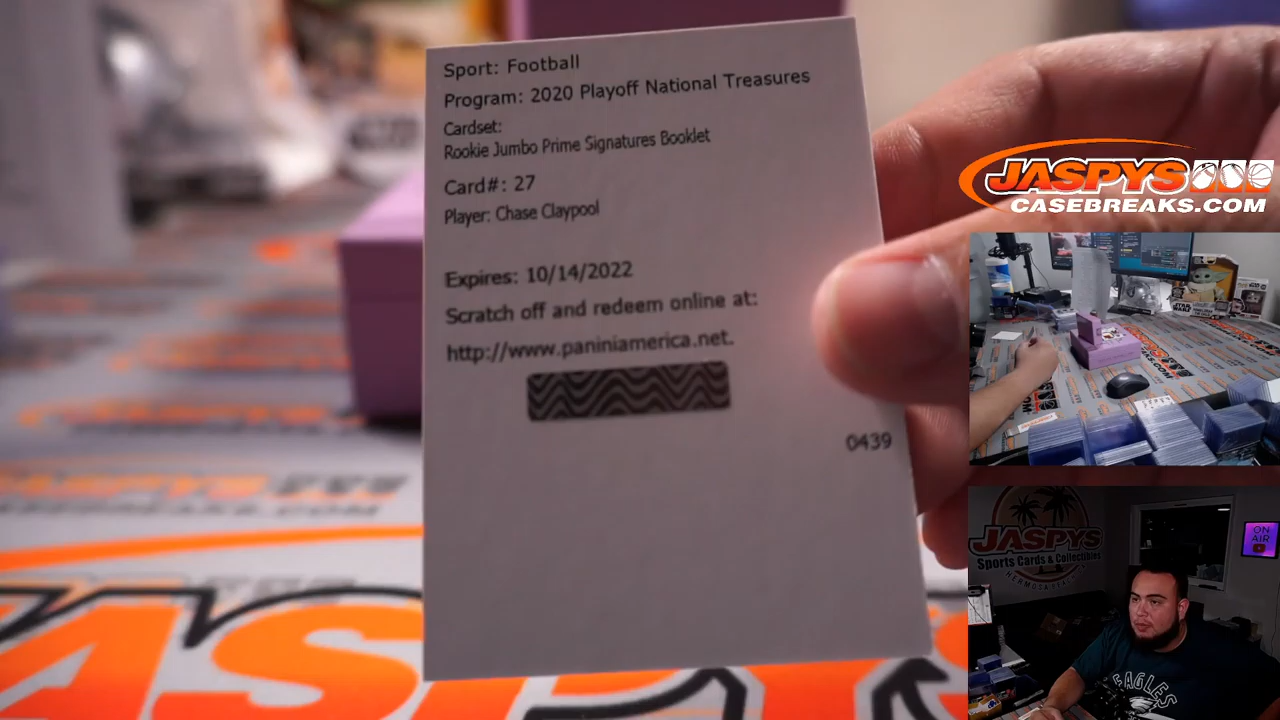 Sport: Football
Program: 2020 Playoff National Treasures
Cardset:
Rookie Jumbo Prime Signatures Booklet
Card#: 27
Player: Chase Claypool
Expires: 10/14/2022
Scratch off and redeem online at:
http://www.paniniamerica.net.
0439
JASPYS
CASEBREAKS.COM
ON
AIR
JASPYS
Sports Cards & Collectibles
HERMOSA BEACH
EAGLES